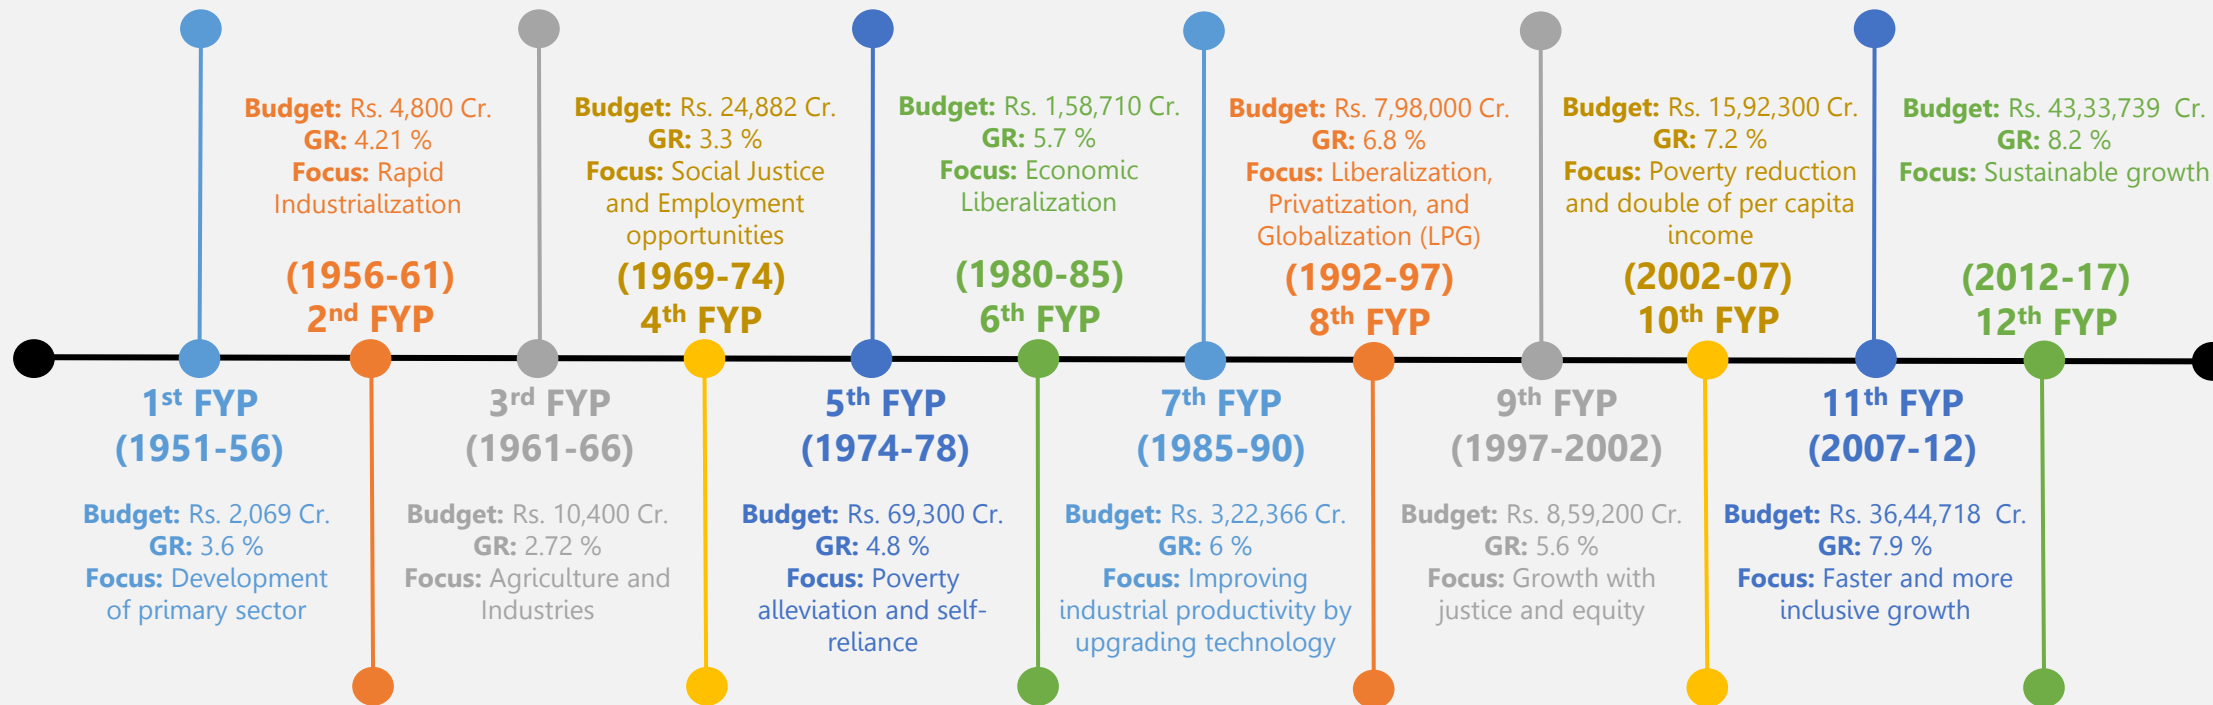 Budget: Rs. 4,800 Cr.
GR: 4.21 %
Focus: Rapid
Industrialization
(1956-61)
2nd FYP
Budget: Rs. 24,882 Cr.
GR: 3.3 %
Focus: Social Justice
and Employment
opportunities
(1969-74)
4th FYP
Budget: Rs. 1,58,710 Cr.
GR: 5.7 %
Focus: Economic
Liberalization
(1980-85)
6th FYP
Budget: Rs. 7,98,000 Cr.
GR: 6.8 %
Focus: Liberalization,
Privatization, and
Globalization (LPG)
(1992-97)
8th FYP
Budget: Rs. 15,92,300 Cr.
GR: 7.2 %
Focus: Poverty reduction
and double of per capita
income
(2002-07)
10th FYP
Budget: Rs. 43,33,739 Cr.
GR: 8.2 %
Focus: Sustainable growth
(2012-17)
12th FYP
1st FYP
(1951-56)
Budget: Rs. 2,069 Cr.
GR: 3.6 %
Focus: Development
of primary sector
3rd FYP
(1961-66)
Budget: Rs. 10,400 Cr.
GR: 2.72 %
Focus: Agriculture and
Industries
5th FYP
(1974-78)
Budget: Rs. 69,300 Cr.
GR: 4.8 %
Focus: Poverty
alleviation and self-
reliance
7th FYP
(1985-90)
Budget: Rs. 3,22,366 Cr.
GR: 6 %
Focus: Improving
industrial productivity by
upgrading technology
9th FYP
(1997-2002)
Budget: Rs. 8,59,200 Cr.
GR: 5.6 %
Focus: Growth with
justice and equity
11th FYP
(2007-12)
Budget: Rs. 36,44,718 Cr.
GR: 7.9 %
Focus: Faster and more
inclusive growth